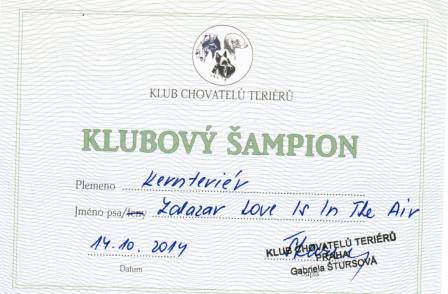 KLUB CHOVATELŮ TERIÉRŮ
KLUBOVÝ ŠAMPION
Plemeno Kernteriér
Jméno psa/feny Zalazar Love Is In The Air
14.10. 2014
KLUB CHOVATELŮ TERIÉRŮ
PRAHA
Gabriela ŠTURSOVÁ
Datum